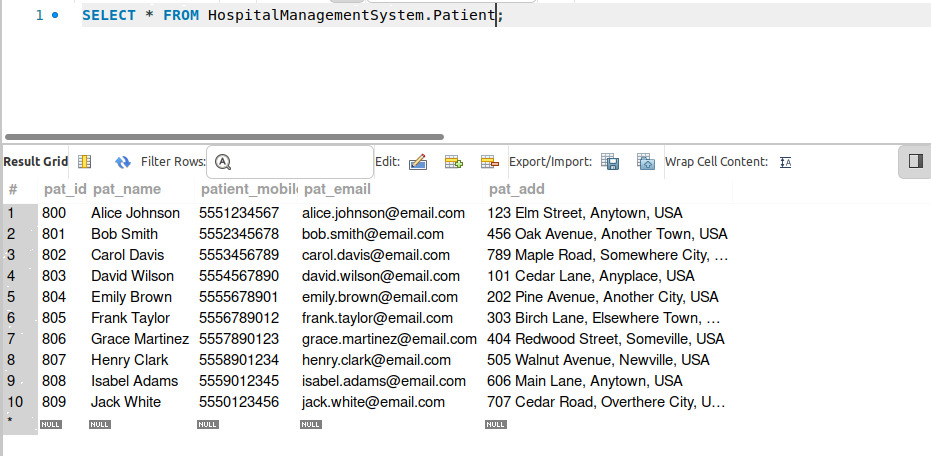 1 SELECT * FROM HospitalManagementSystem.Patient;
Result Grid Filter Rows: Edit: Export/Import: Wrap Cell Content:
# pat_id pat_name patient_mobil pat_email pat_add
1 800 Alice Johnson 5551234567 alice.johnson@email.com 123 Elm Street, Anytown, USA
2 801 Bob Smith 5552345678 bob.smith@email.com 456 Oak Avenue, Another Town, USA
3 802 Carol Davis 5553456789 carol.davis@email.com 789 Maple Road, Somewhere City, ...
4 803 David Wilson 5554567890 david.wilson@email.com 101 Cedar Lane, Anyplace, USA
5 804 Emily Brown 5555678901 emily.brown@email.com 202 Pine Avenue, Another City, USA
6 805 Frank Taylor 5556789012 frank.taylor@email.com 303 Birch Lane, Elsewhere Town, ...
7 806 Grace Martinez 5557890123 grace.martinez@email.com 404 Redwood Street, Someville, USA
8 807 Henry Clark 5558901234 henry.clark@email.com 505 Walnut Avenue, Newville, USA
9 808 Isabel Adams 5559012345 isabel.adams@email.com 606 Main Lane, Anytown, USA
10 809 Jack White 5550123456 jack.white@email.com 707 Cedar Road, Overthere City, U...
* NULL NULL NULL NULL NULL